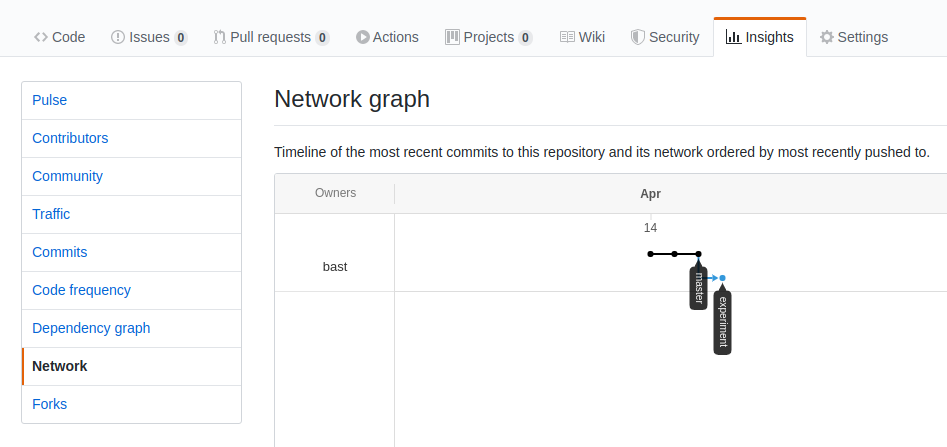 Code Issues 0 Pull requests 0 Actions Projects 0 Wiki Security Insights Settings
Pulse
Contributors
Community
Traffic
Commits
Code frequency
Dependency graph
Network
Forks
Network graph
Timeline of the most recent commits to this repository and its network ordered by most recently pushed to.
Owners Apr
14
bast
master
experiment